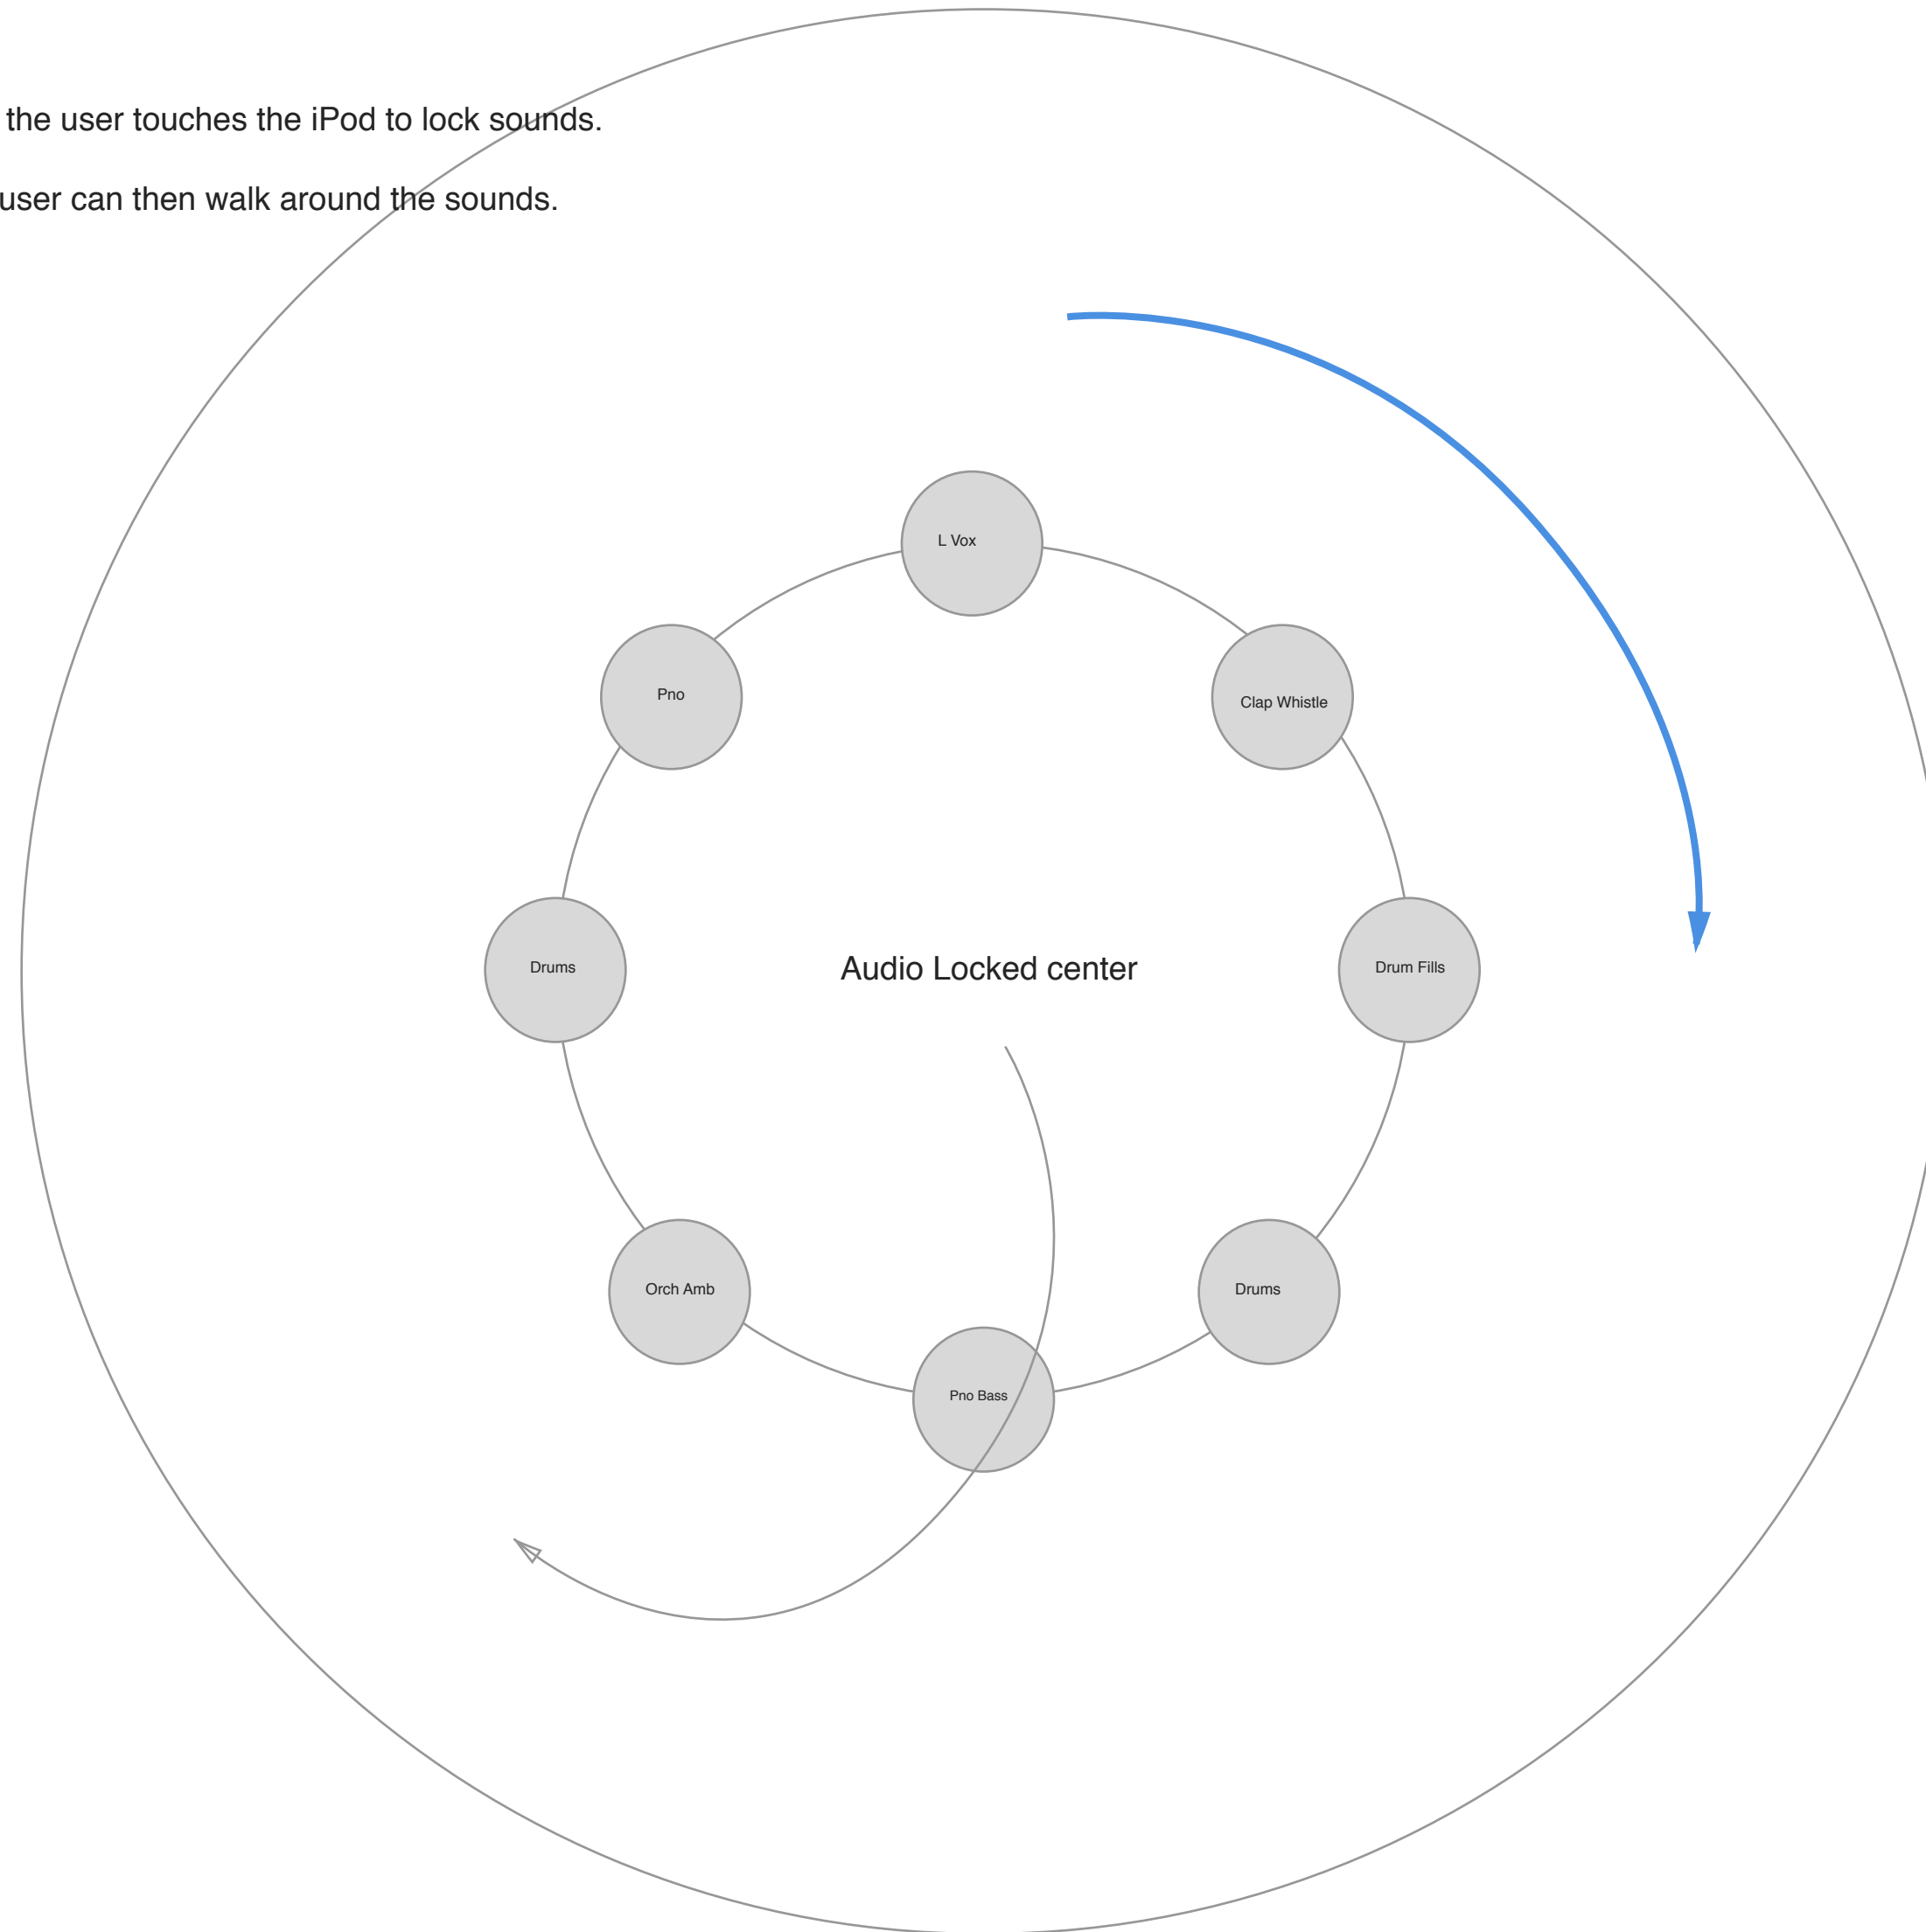 the user touches the iPod to lock sounds.
user can then walk around the sounds.
L Vox
Pno
Clap Whistle
Drums
Audio Locked center
Drum Fills
Orch Amb
Drums
Pno Bass